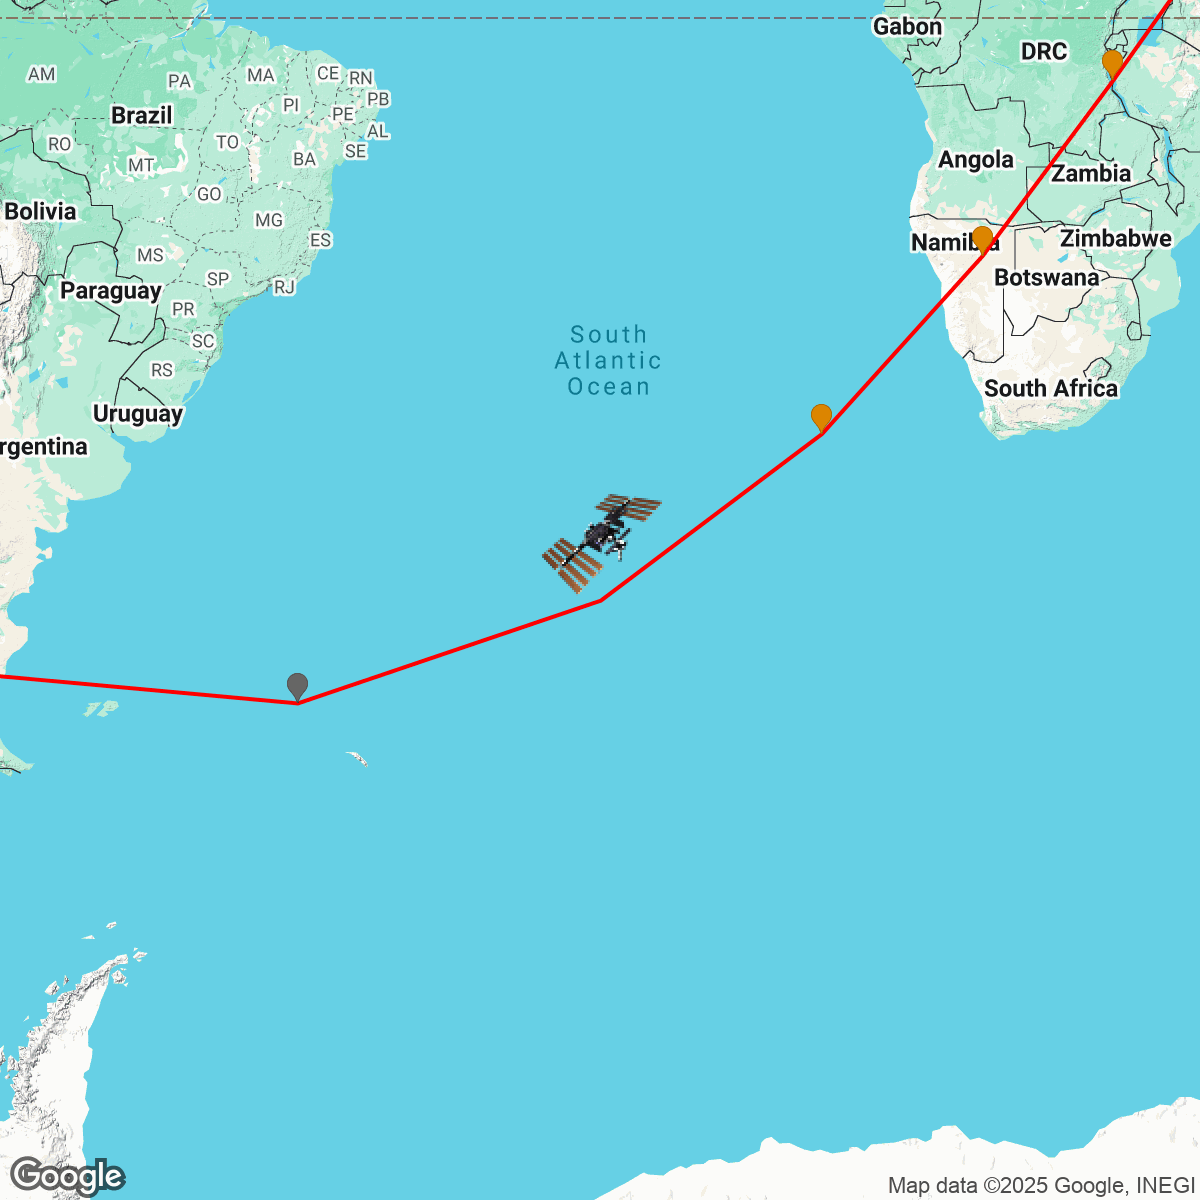 Gabon
DRC
AM
PA
MA
CE
RN
PI
PE
PB
Brazil
AL
RO
TO
SE
MT
BA
Angola
Zambia
GO
Bolivia
MG
ES
Namibia
Zimbabwe
MS
SP
RJ
Botswana
Paraguay
PR
SC
South
Atlantic
Ocean
RS
South Africa
Uruguay
rgentina
Google
Map data ©2025 Google, INEGI